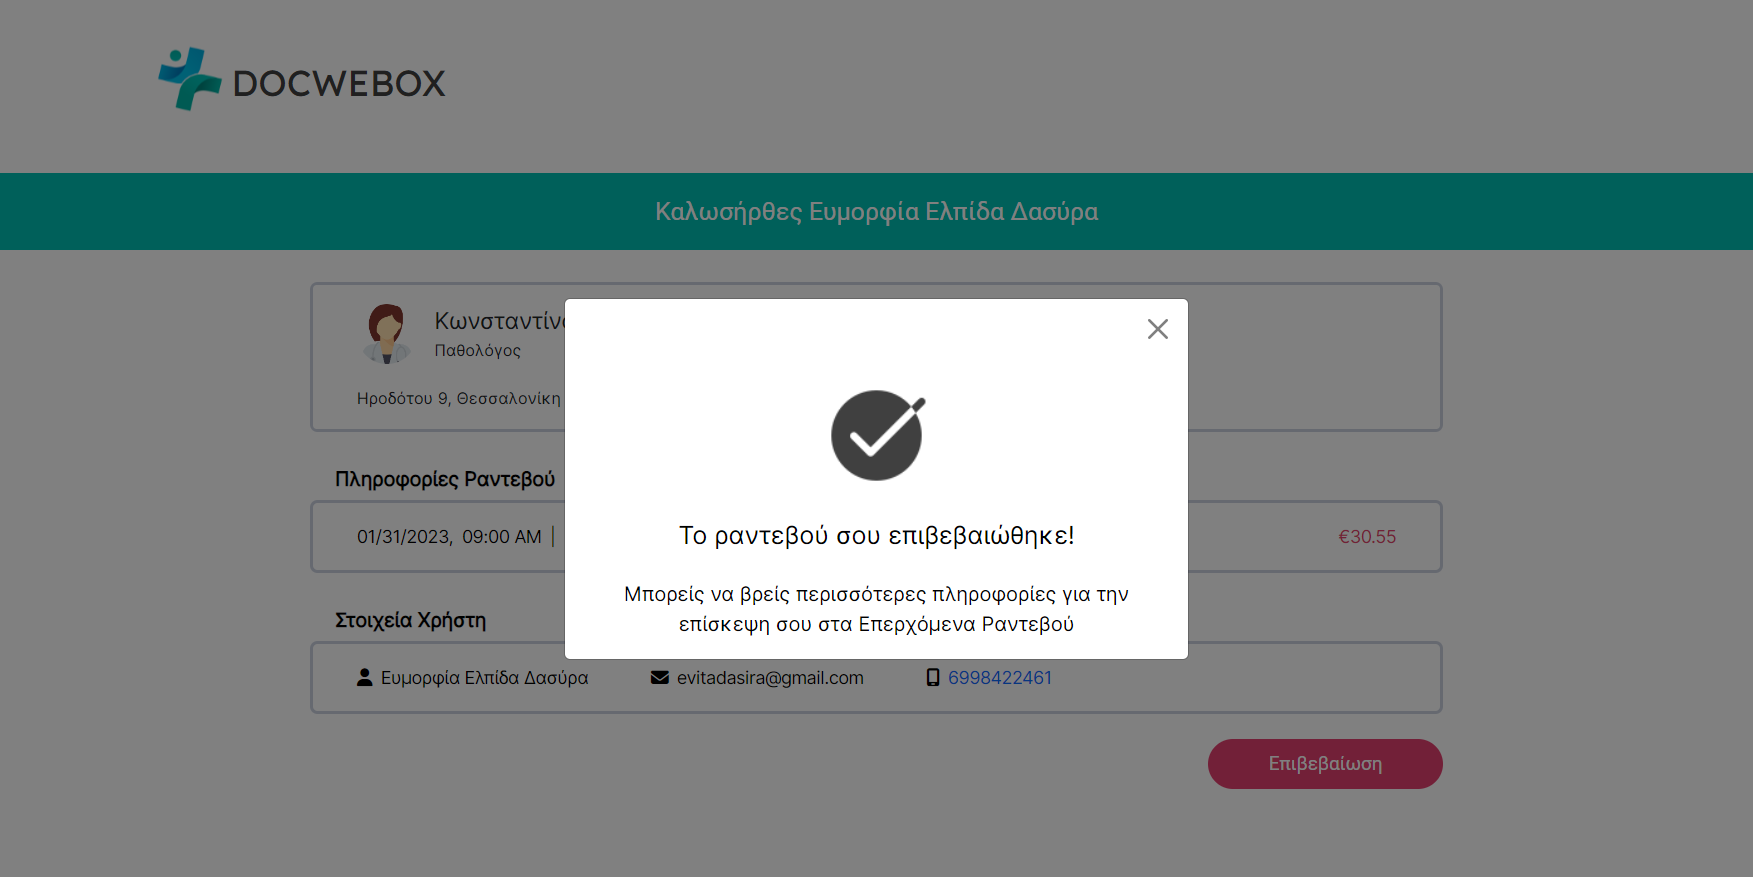 DOCWEBOX
Καλωσήρθες Ευμορφία Ελπίδα Δασύρα
Παθολόγος
Ηροδότου 9, Θεσσαλονίκη
Το ραντεβού σου επιβεβαιώθηκε!
Μπορείς να βρείς περισσότερες πληροφορίες για την
επίσκεψη σου στα Επερχόμενα Ραντεβού
Πληροφορίες Ραντεβού
01/31/2023, 09:00 AM | €30.55
Στοιχεία Χρήστη
Ευμορφία Ελπίδα Δασύρα evitadasira@gmail.com 6998422461
Επιβεβαίωση